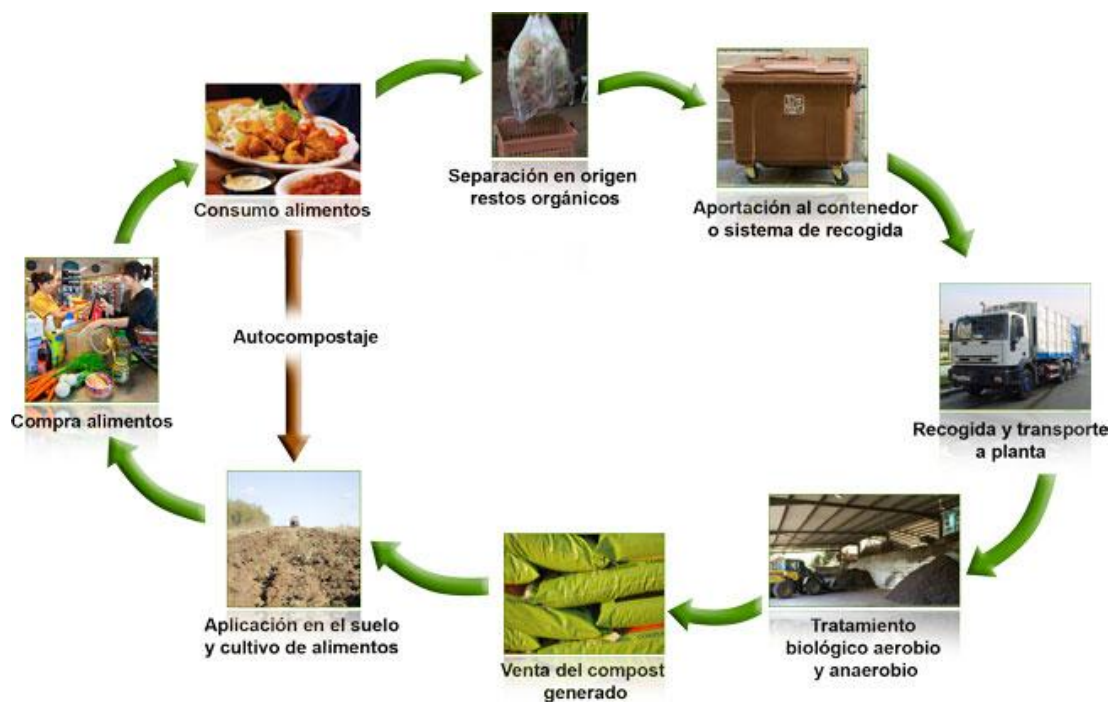 Consumo alimentos
Separación en origen
restos orgánicos
Aportación al contenedor
o sistema de recogida
Recogida y transporte
a planta
Tratamiento
biológico aerobio
y anaerobio
Venta del compost
generado
Aplicación en el suelo
y cultivo de alimentos
Compra alimentos
Autocompostaje